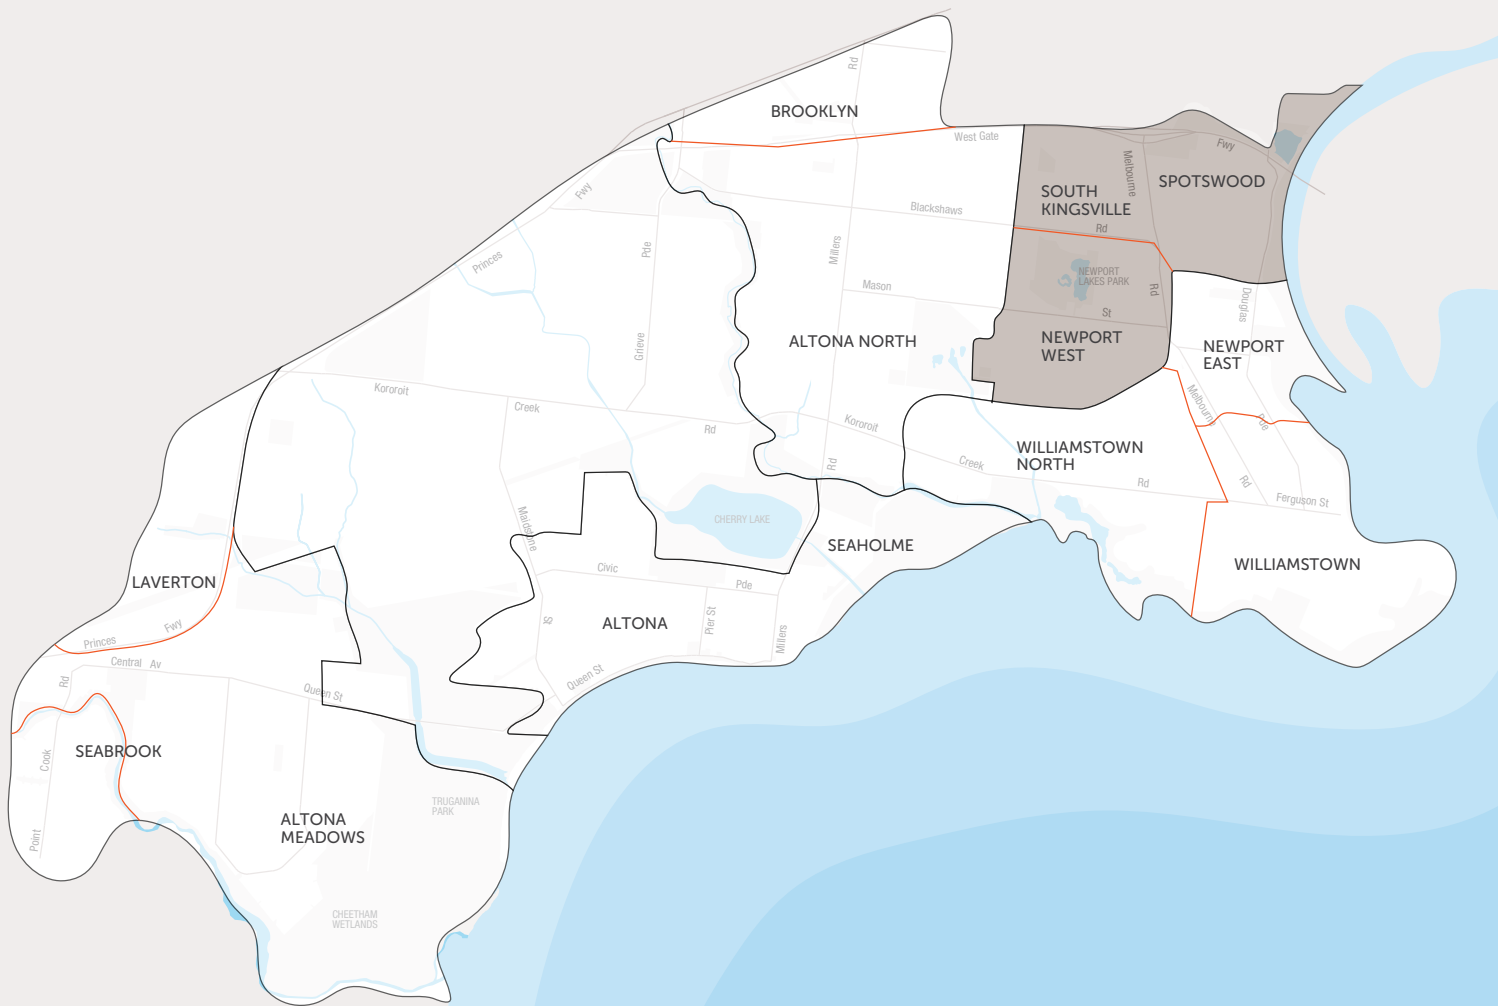 Rd
BROOKLYN
West Gate
Fwy
Melbourne
SPOTSWOOD
SOUTH
KINGSVILLE
Fwy
Blackshaws
Rd
Pde
Millers
Princes
NEWPORT
LAKES PARK
Mason
Rd
St
Douglas
Grieve
ALTONA NORTH
NEWPORT
WEST
NEWPORT
EAST
Kororoit
Creek
Rd
Kororoit
Melbourne
Pde
WILLIAMSTOWN
NORTH
Creek
Rd
Rd
Rd
Ferguson St
Maidstone
CHERRY LAKE
SEAHOLME
WILLIAMSTOWN
Civic
Pde
LAVERTON
St
ALTONA
Pier St
Millers
Princes
Fwy
Central Av
Rd
Queen St
Queen St
SEABROOK
Cook
Point
TRUGANINA
PARK
ALTONA
MEADOWS
CHEETHAM
WETLANDS